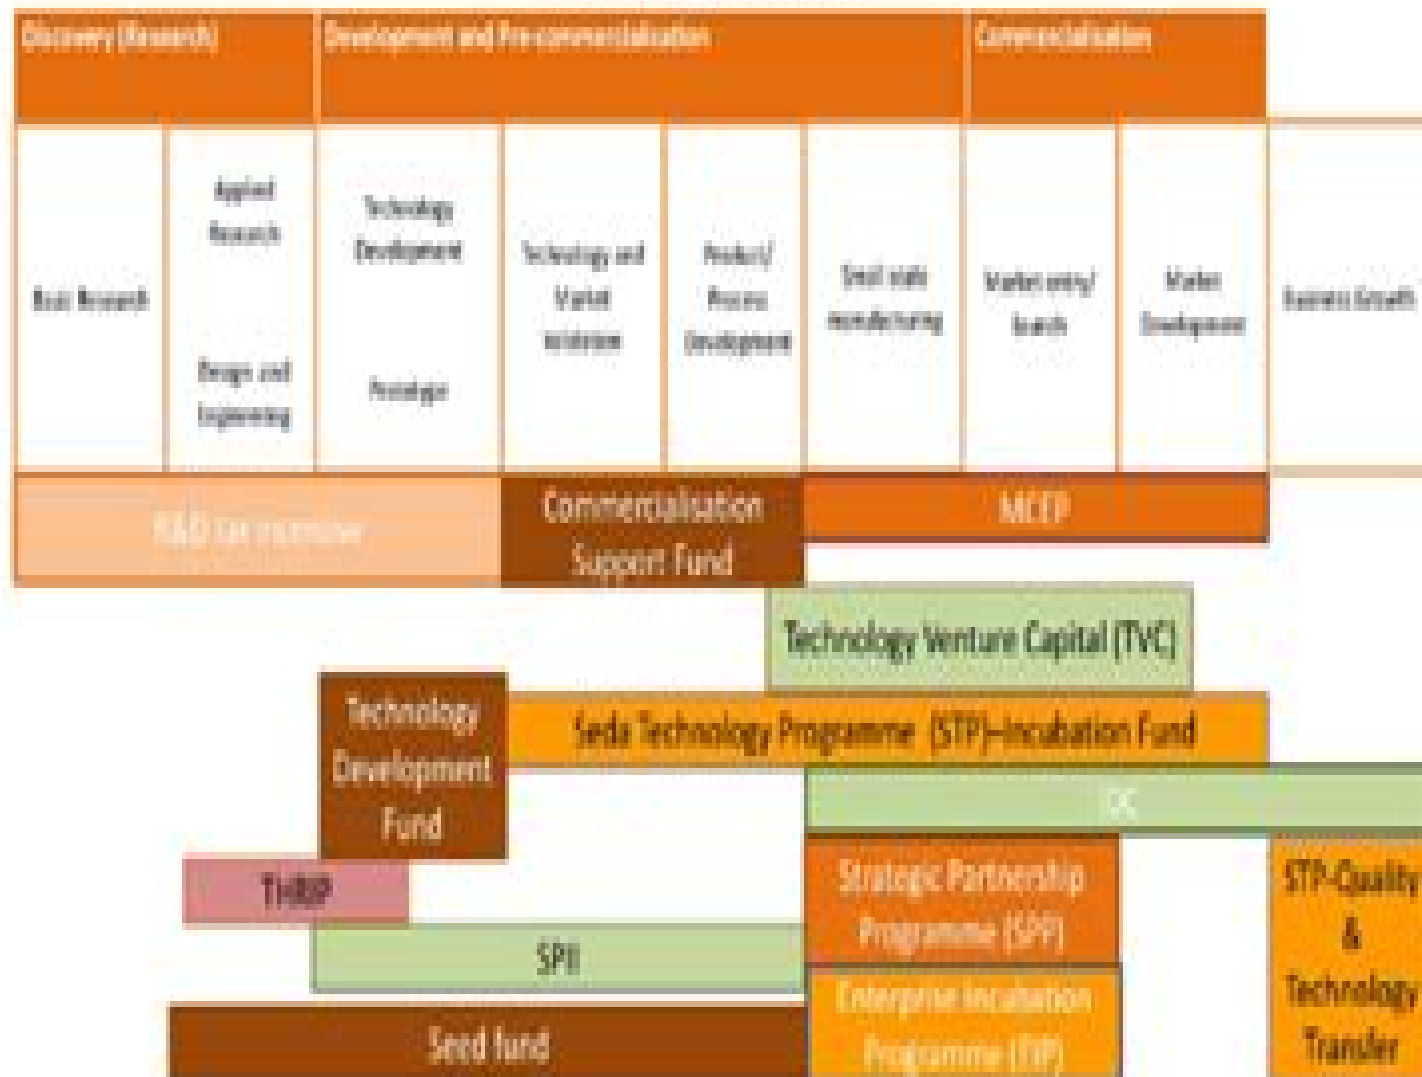 Discovery (Research)
Development and Pre-commercialisation
Commercialisation
Basic Research
Applied
Research
Design and
Engineering
Technology
Development
Prototype
Technology and
Market
Product/
Process
Development
Small scale
manufacturing
Market entry/
Market
Development
Business Growth
R&D tax incentive
Commercialisation
Support Fund
MCEP
Technology Venture Capital (TVC)
Technology
Development
Fund
Seda Technology Programme (STP)–Incubation Fund
THRIP
Strategic Partnership
Programme (SPP)
STP-Quality
&
Technology
Transfer
SPII
Enterprise Incubation
Programme (EIP)
Seed fund